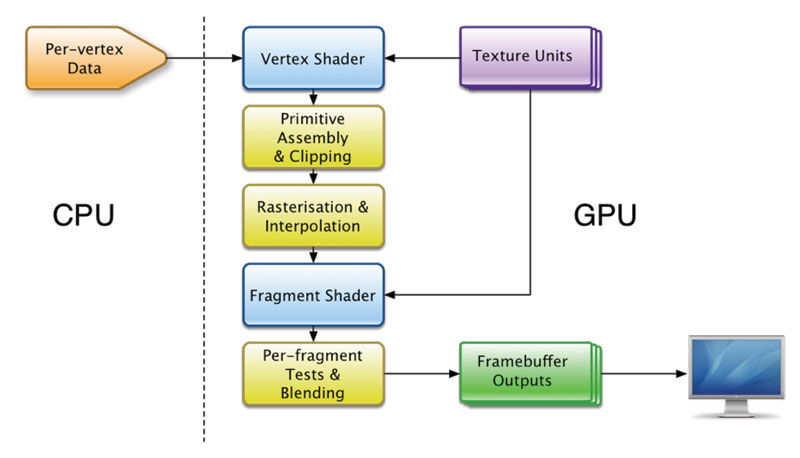 Per-vertex
Data
Vertex Shader
Texture Units
Primitive
Assembly
& Clipping
CPU
Rasterisation &
Interpolation
GPU
Fragment Shader
Per-fragment
Tests &
Blending
Framebuffer
Outputs